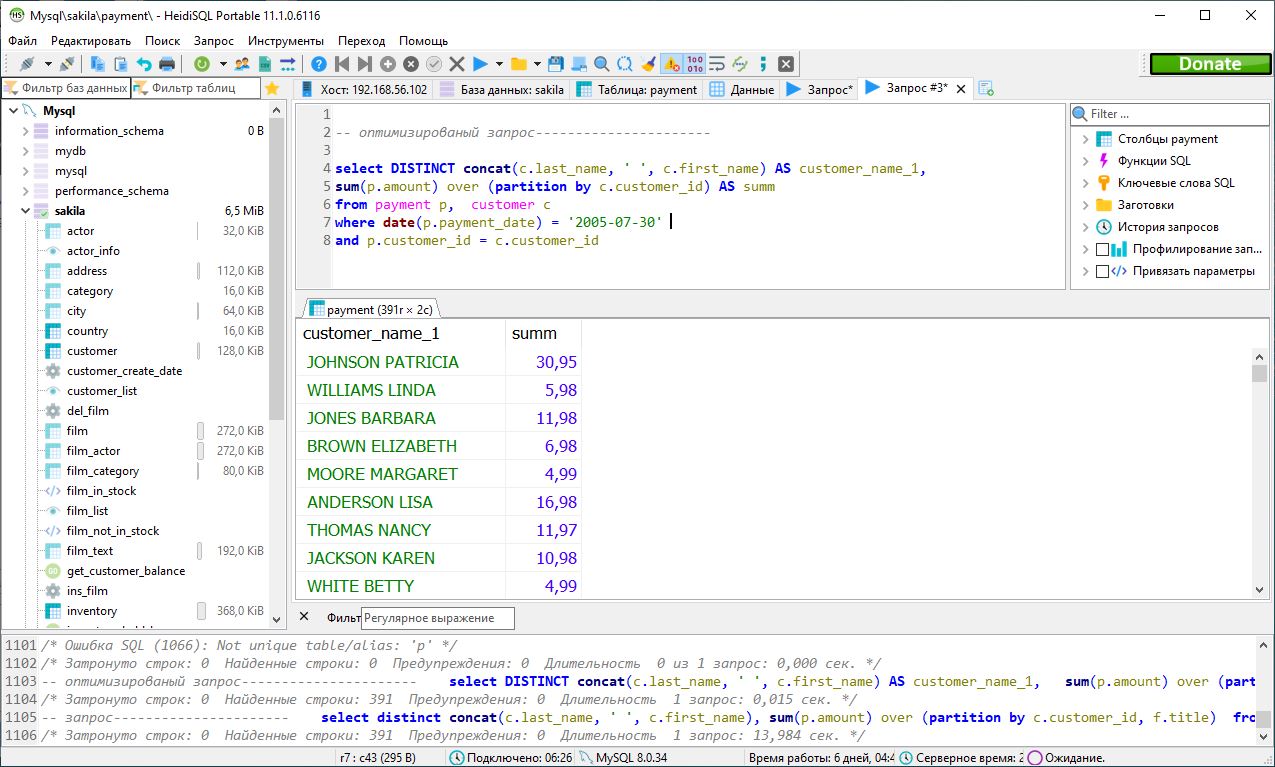 Mysql\sakila\payment\ - HeidiSQL Portable 11.1.0.6116
Файл Редактировать Поиск Запрос Инструменты Переход Помощь
Donate
Фильтр баз данных Фильтр таблиц Хост: 192.168.56.102 База данных: sakila Таблица: payment Данные Запрос* Запрос #3*
Mysql
information_schema 0 B
mydb
mysql
performance_schema
sakila 6,5 MiB
actor 32,0 KiB
actor_info
address 112,0 KiB
category 16,0 KiB
city 64,0 KiB
country 16,0 KiB
customer 128,0 KiB
customer_create_date
customer_list
del_film
film 272,0 KiB
film_actor 272,0 KiB
film_category 80,0 KiB
film_in_stock
film_list
film_not_in_stock
film_text 192,0 KiB
get_customer_balance
ins_film
inventory 368,0 KiB
1
2 -- оптимизированый запрос-----------------------
3
4 select DISTINCT concat(c.last_name, ' ', c.first_name) AS customer_name_1,
5 sum(p.amount) over (partition by c.customer_id) AS summ
6 from payment p,  customer c
7 where date(p.payment_date) = '2005-07-30'
8 and p.customer_id = c.customer_id
Filter ...
Столбцы payment
Функции SQL
Ключевые слова SQL
Заготовки
История запросов
Профилирование зап...
Привязать параметры
payment (391r × 2c)
customer_name_1 summ
JOHNSON PATRICIA 30,95
WILLIAMS LINDA 5,98
JONES BARBARA 11,98
BROWN ELIZABETH 6,98
MOORE MARGARET 4,99
ANDERSON LISA 16,98
THOMAS NANCY 11,97
JACKSON KAREN 10,98
WHITE BETTY 4,99
Фильт Регулярное выражение
1101 /* Ошибка SQL (1066): Not unique table/alias: 'p' */
1102 /* Затронуто строк: 0  Найденные строки: 0  Предупреждения: 0  Длительность  0 из 1 запрос: 0,000 сек. */
1103 -- оптимизированый запрос-----------------------    select DISTINCT concat(c.last_name, ' ', c.first_name) AS customer_name_1,   sum(p.amount) over (part
1104 /* Затронуто строк: 0  Найденные строки: 391  Предупреждения: 0  Длительность  1 запрос: 0,015 сек. */
1105 -- запрос-----------------------    select distinct concat(c.last_name, ' ', c.first_name), sum(p.amount) over (partition by c.customer_id, f.title)  fro
1106 /* Затронуто строк: 0  Найденные строки: 391  Предупреждения: 0  Длительность  1 запрос: 13,984 сек. */
r7 : c43 (295 B) Подключено: 06:26 MySQL 8.0.34 Время работы: 6 дней, 04:4 Серверное время: 2 Ожидание.